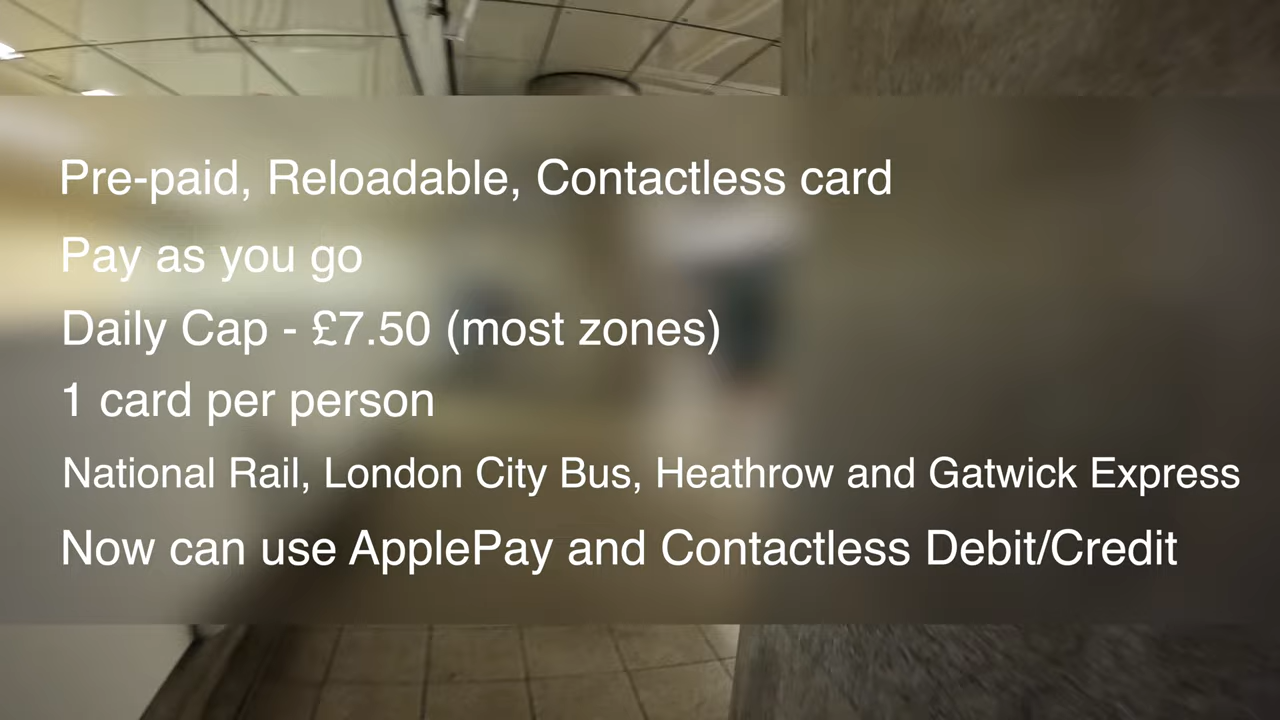 Pre-paid, Reloadable, Contactless card
Pay as you go
Daily Cap - £7.50 (most zones)
1 card per person
National Rail, London City Bus, Heathrow and Gatwick Express
Now can use ApplePay and Contactless Debit/Credit